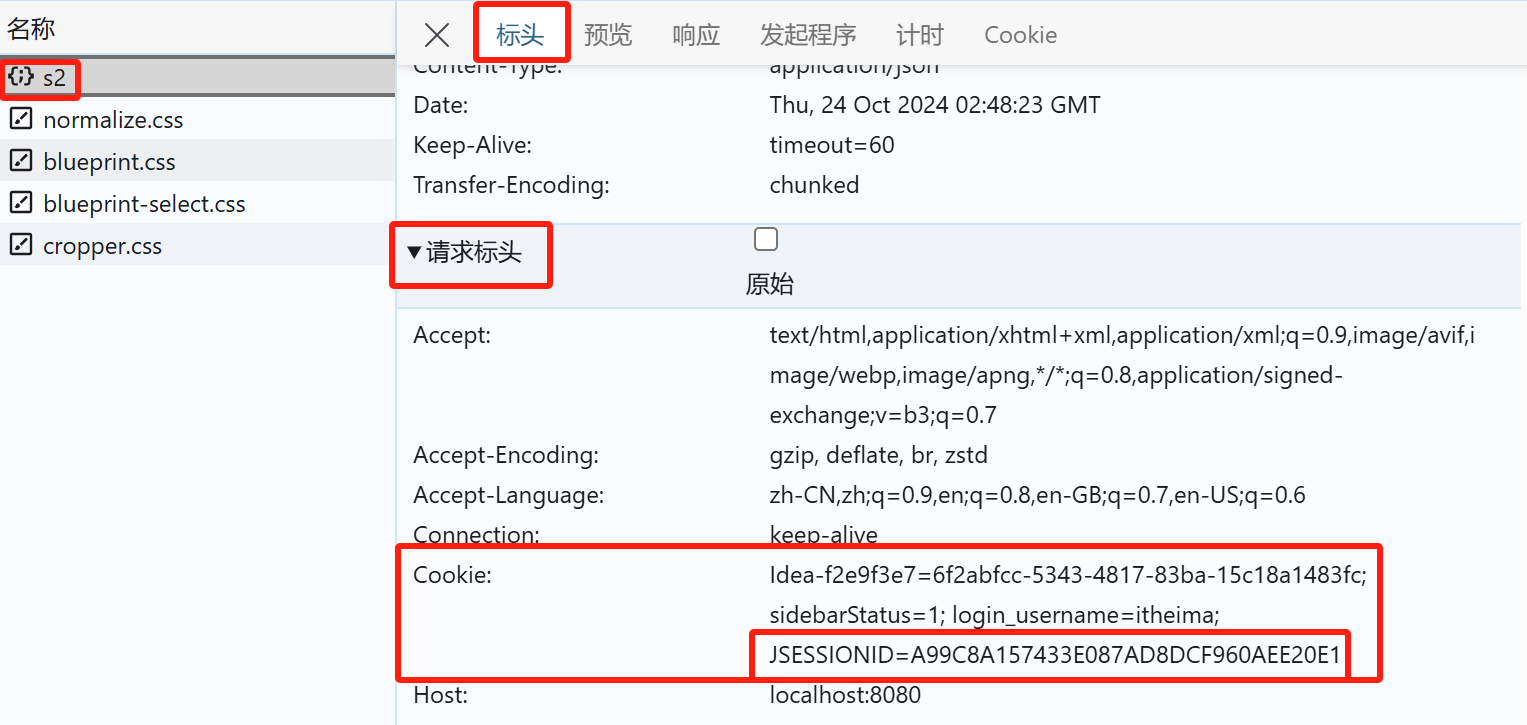 名称
标头 预览 响应 发起程序 计时 Cookie
s2
normalize.css
blueprint.css
blueprint-select.css
cropper.css
Content-Type: application/json
Date: Thu, 24 Oct 2024 02:48:23 GMT
Keep-Alive: timeout=60
Transfer-Encoding: chunked
▼请求标头
原始
Accept: text/html,application/xhtml+xml,application/xml;q=0.9,image/avif,i
mage/webp,image/apng,*/*;q=0.8,application/signed-
exchange;v=b3;q=0.7
Accept-Encoding: gzip, deflate, br, zstd
Accept-Language: zh-CN,zh;q=0.9,en;q=0.8,en-GB;q=0.7,en-US;q=0.6
Connection: keep-alive
Cookie: Idea-f2e9f3e7=6f2abfcc-5343-4817-83ba-15c18a1483fc;
sidebarStatus=1; login_username=itheima;
JSESSIONID=A99C8A157433E087AD8DCF960AEE20E1
Host: localhost:8080